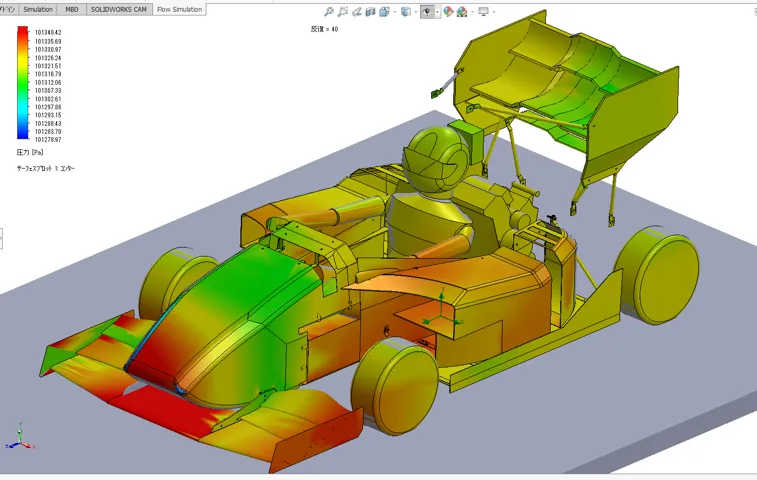 ドイン
Simulation
MBD
SOLIDWORKS CAM
Flow Simulation
反復 = 40
101340.42
101335.69
101330.97
101326.24
101321.51
101316.79
101312.06
101307.33
101302.61
101297.88
101293.15
101288.43
101283.70
101278.97
圧力 [Pa]
サーフェスプロット 1: コンター